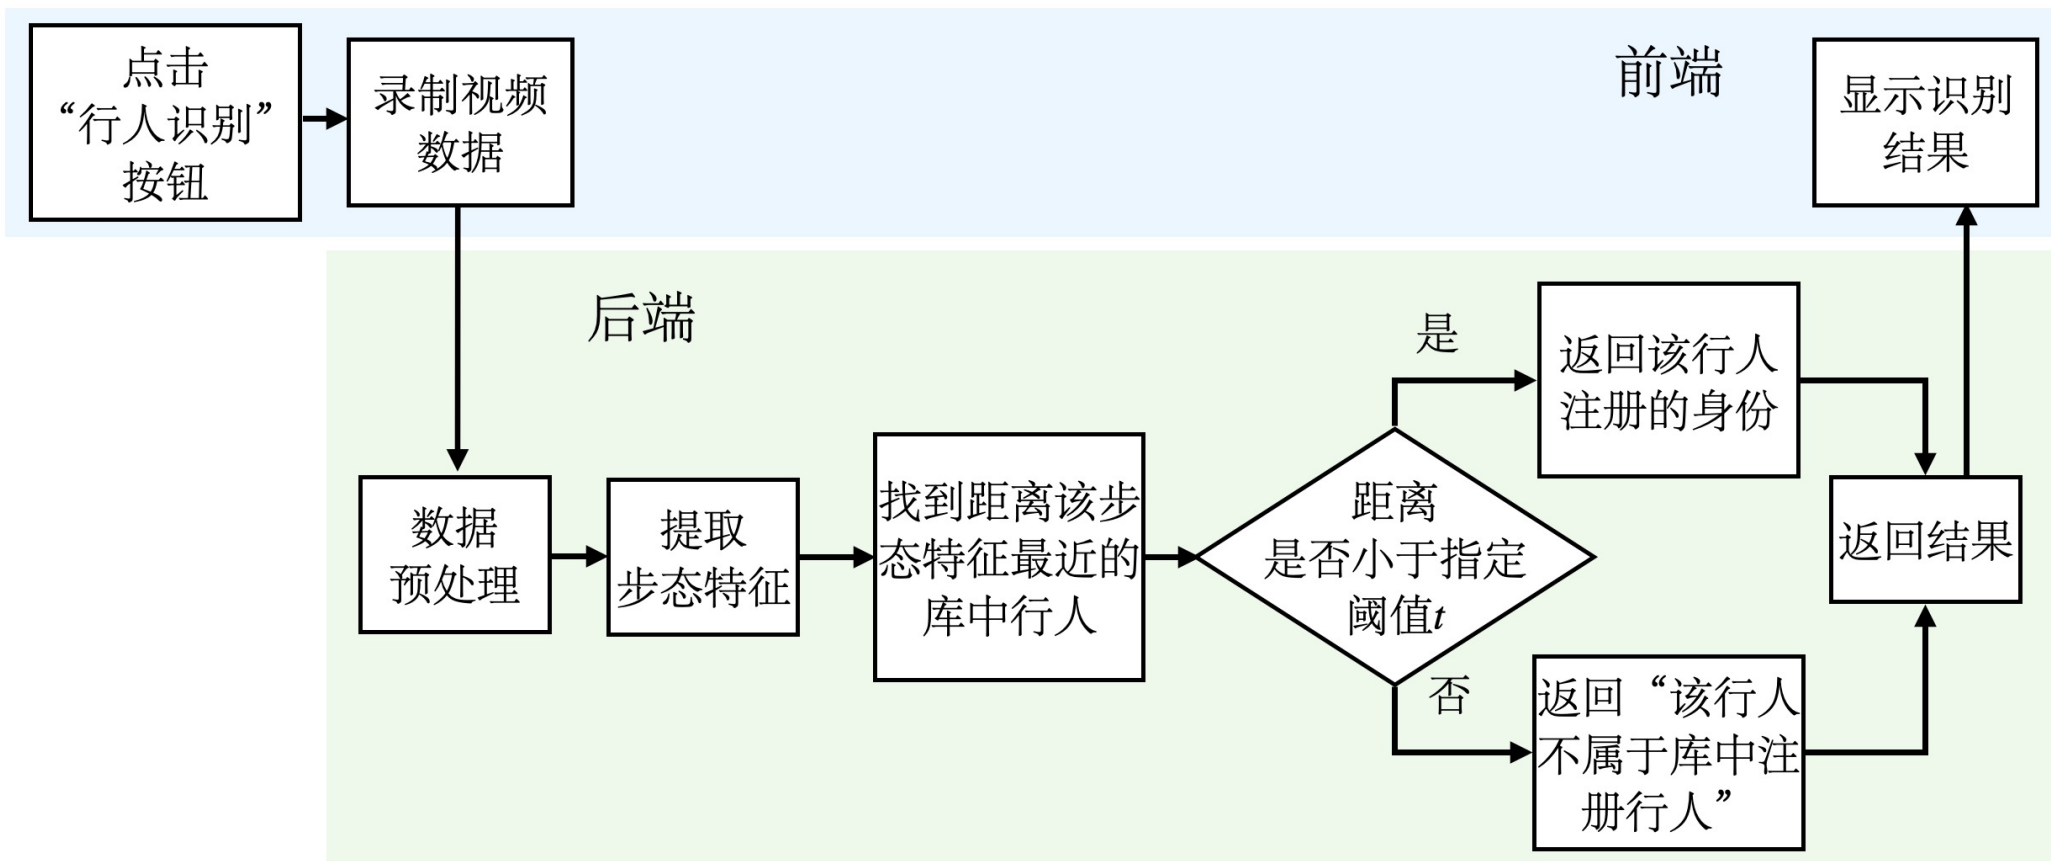 点击
“行人识别”
按钮
录制视频
数据
前端
显示识别
结果
后端
数据
预处理
提取
步态特征
找到距离该步
态特征最近的
库中行人
距离
是否小于指定
阈值t
是
返回该行人
注册的身份
否
返回“该行人
不属于库中注
册行人”
返回结果